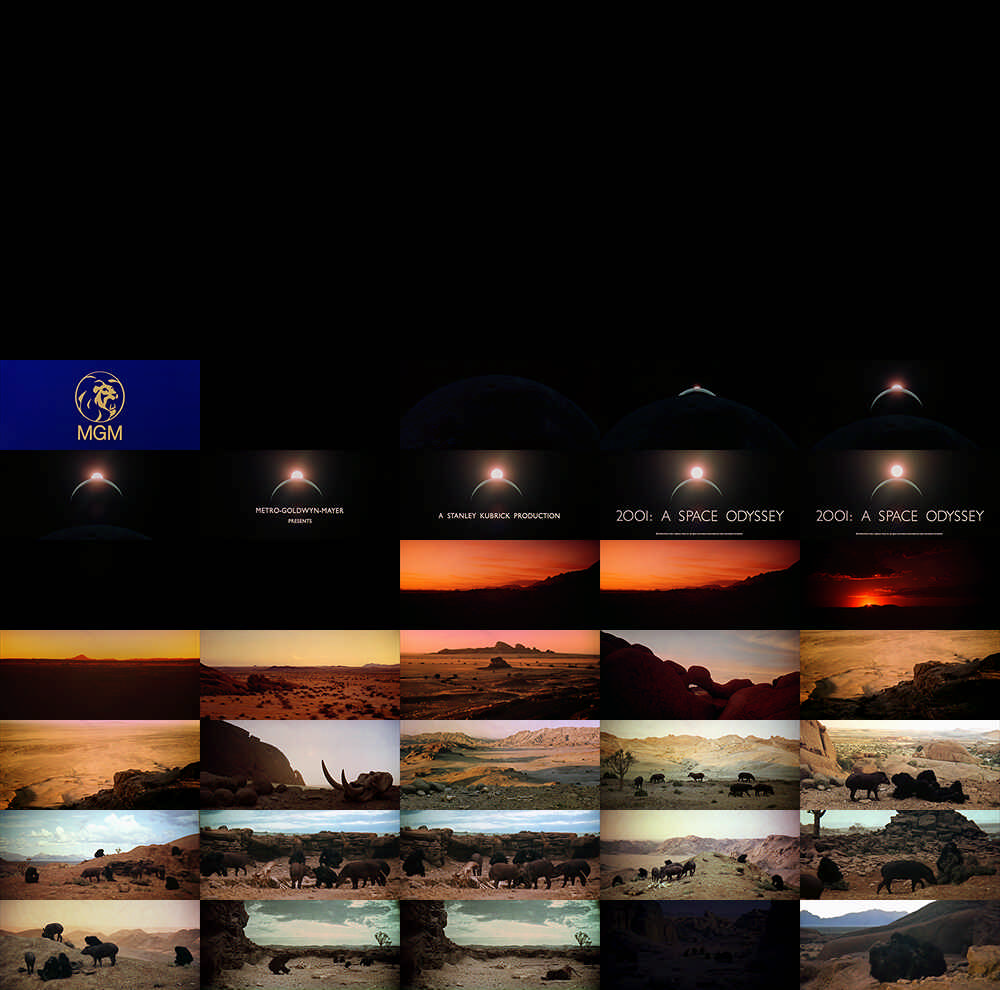 MGM
METRO-GOLDWYN-MAYER
PRESENTS
A STANLEY KUBRICK PRODUCTION
2001: A SPACE ODYSSEY
2001: A SPACE ODYSSEY